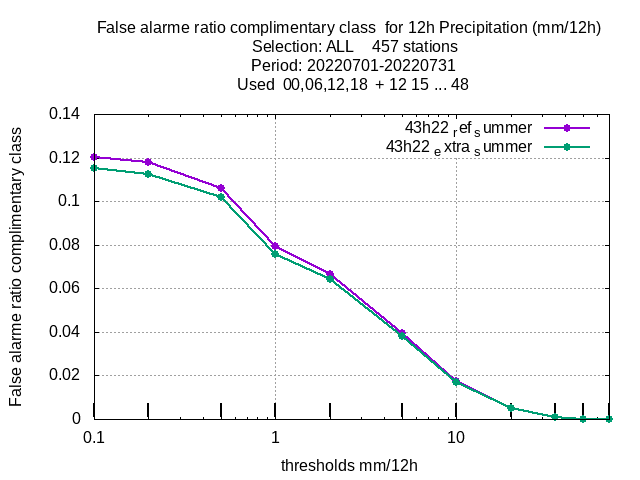 False alarme ratio complimentary class  for 12h Precipitation (mm/12h)
Selection: ALL    457 stations
Period: 20220701-20220731
Used  00,06,12,18  + 12 15 ... 48
43h22 ref summer
43h22 extra summer
False alarme ratio complimentary class
0.14
0.12
0.1
0.08
0.06
0.04
0.02
0
0.1 1 10
thresholds mm/12h